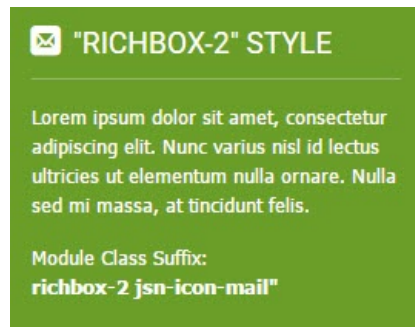 "RICHBOX-2" STYLE
Lorem ipsum dolor sit amet, consectetur
adipiscing elit. Nunc varius nisl id lectus
ultricies ut elementum nulla ornare. Nulla
sed mi massa, at tincidunt felis.
Module Class Suffix:
richbox-2 jsn-icon-mail"